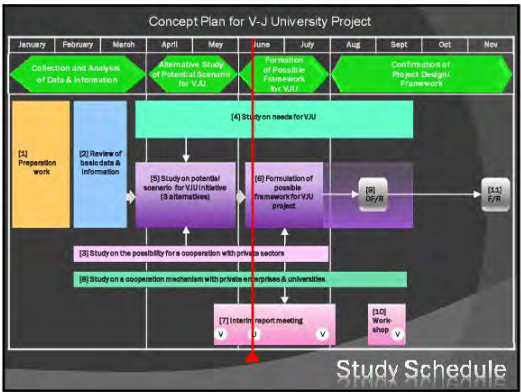 Concept Plan for V-J University Project
January February March April May June July Aug Sept Oct Nov
Collection and Analysis
of Data & Information
Alternative Study
of Potential Scenario
for VJU
Formation
of Possible
Framework
for VJU
Confirmation of
Project Design/
Framework
[4] Study on needs for VJU
[1]
Preparation
work
[2] Review of
basic data &
information
[5] Study on potential
scenario for VJU initiative
(3 alternatives)
[6] Formulation of
possible
framework for VJU
project
[9]
DF/R
[11]
F/R
[3] Study on the possibility for a cooperation with private sectors
[8] Study on a cooperation mechanism with private enterprises & universities
[7] Interim report meeting
V J V
[10]
Work-
shop V
Study Schedule